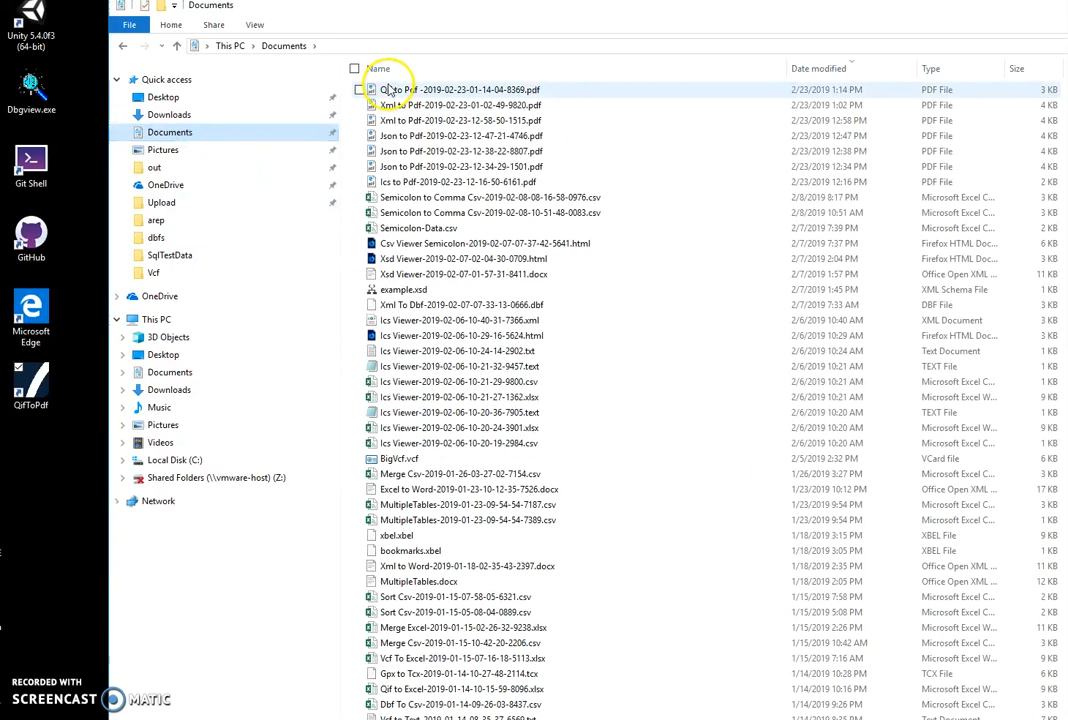 Unity 5.4.0f3
(64-bit)
Dbgview.exe
Git Shell
GitHub
Microsoft
Edge
QifToPdf
Documents
File Home Share View
This PC Documents
Quick access
Desktop
Downloads
Documents
Pictures
out
OneDrive
Upload
arep
dbfs
SqlTestData
Vcf
OneDrive
This PC
3D Objects
Desktop
Documents
Downloads
Music
Pictures
Videos
Local Disk (C:)
Shared Folders (\\vmware-host) (Z:)
Network
Name Date modified Type Size
to Pdf -2019-02-23-01-14-04-8369.pdf 2/23/2019 1:14 PM PDF File 3 KB
Xml to Pdf-2019-02-23-01-02-49-9820.pdf 2/23/2019 1:02 PM PDF File 4 KB
Xml to Pdf-2019-02-23-12-58-50-1515.pdf 2/23/2019 12:58 PM PDF File 4 KB
Json to Pdf-2019-02-23-12-47-21-4746.pdf 2/23/2019 12:47 PM PDF File 4 KB
Json to Pdf-2019-02-23-12-38-22-8807.pdf 2/23/2019 12:38 PM PDF File 4 KB
Json to Pdf-2019-02-23-12-34-29-1501.pdf 2/23/2019 12:34 PM PDF File 4 KB
Ics to Pdf-2019-02-23-12-16-50-6161.pdf 2/23/2019 12:16 PM PDF File 2 KB
Semicolon to Comma Csv-2019-02-08-08-16-58-0976.csv 2/8/2019 8:17 PM Microsoft Excel C... 3 KB
Semicolon to Comma Csv-2019-02-08-10-51-48-0083.csv 2/8/2019 10:51 AM Microsoft Excel C... 3 KB
Semicolon-Data.csv 2/7/2019 7:39 PM Microsoft Excel C... 3 KB
Csv Viewer Semicolon-2019-02-07-07-37-42-5641.html 2/7/2019 7:37 PM Firefox HTML Doc... 6 KB
Xsd Viewer-2019-02-07-02-04-30-0709.html 2/7/2019 2:04 PM Firefox HTML Doc... 3 KB
Xsd Viewer-2019-02-07-01-57-31-8411.docx 2/7/2019 1:57 PM Office Open XML ... 11 KB
example.xsd 2/7/2019 1:45 PM XML Schema File 1 KB
Xml To Dbf-2019-02-07-07-33-13-0666.dbf 2/7/2019 7:33 AM DBF File 2 KB
Ics Viewer-2019-02-06-10-40-31-7366.xml 2/6/2019 10:40 AM XML Document 1 KB
Ics Viewer-2019-02-06-10-29-16-5624.html 2/6/2019 10:29 AM Firefox HTML Doc... 1 KB
Ics Viewer-2019-02-06-10-24-14-2902.txt 2/6/2019 10:24 AM Text Document 1 KB
Ics Viewer-2019-02-06-10-21-32-9457.text 2/6/2019 10:21 AM TEXT File 1 KB
Ics Viewer-2019-02-06-10-21-29-9800.csv 2/6/2019 10:21 AM Microsoft Excel C... 1 KB
Ics Viewer-2019-02-06-10-21-27-1362.xlsx 2/6/2019 10:21 AM Microsoft Excel W... 9 KB
Ics Viewer-2019-02-06-10-20-36-7905.text 2/6/2019 10:20 AM TEXT File 1 KB
Ics Viewer-2019-02-06-10-20-24-3901.xlsx 2/6/2019 10:20 AM Microsoft Excel W... 9 KB
Ics Viewer-2019-02-06-10-20-19-2984.csv 2/6/2019 10:20 AM Microsoft Excel C... 1 KB
BigVcf.vcf 2/5/2019 2:32 PM VCard file 6 KB
Merge Csv-2019-01-26-03-27-02-7154.csv 1/26/2019 3:27 PM Microsoft Excel C... 3 KB
Excel to Word-2019-01-23-10-12-35-7526.docx 1/23/2019 10:12 PM Office Open XML ... 17 KB
MultipleTables-2019-01-23-09-54-54-7187.csv 1/23/2019 9:54 PM Microsoft Excel C... 3 KB
MultipleTables-2019-01-23-09-54-54-7389.csv 1/23/2019 9:54 PM Microsoft Excel C... 1 KB
xbel.xbel 1/18/2019 3:15 PM XBEL File 9 KB
bookmarks.xbel 1/18/2019 3:11 PM XBEL File 3 KB
Xml to Word-2019-01-18-02-35-43-2397.docx 1/18/2019 2:35 PM Office Open XML ... 11 KB
MultipleTables.docx 1/18/2019 2:21 PM Office Open XML ... 12 KB
Sort Csv-2019-01-15-07-58-05-6321.csv 1/15/2019 7:58 PM Microsoft Excel C... 3 KB
Sort Csv-2019-01-15-05-08-04-0889.csv 1/15/2019 5:08 PM Microsoft Excel C... 3 KB
Merge Excel-2019-01-15-02-26-32-9238.xlsx 1/15/2019 2:26 PM Microsoft Excel W... 11 KB
Merge Csv-2019-01-15-10-42-20-2206.csv 1/15/2019 10:42 AM Microsoft Excel C... 3 KB
Vcf To Excel-2019-01-15-07-16-18-5113.xlsx 1/15/2019 7:16 AM Microsoft Excel W... 9 KB
Gpx to Tcx-2019-01-14-10-27-48-2114.tcx 1/14/2019 10:28 PM TCX File 1 KB
Qif to Excel-2019-01-14-10-15-59-8096.xlsx 1/14/2019 10:16 PM Microsoft Excel W... 9 KB
Dbf To Csv-2019-01-14-09-26-03-8437.csv 1/14/2019 9:26 PM Microsoft Excel C... 3 KB
RECORDED WITH
SCREENCAST MATIC